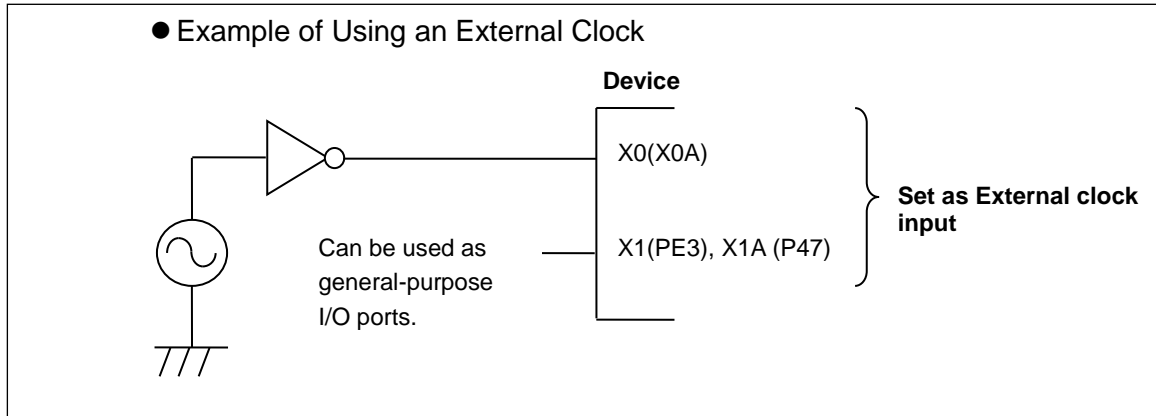 ● Example of Using an External Clock
Device
X0(X0A)
Set as External clock
input
Can be used as
general-purpose
I/O ports.
X1(PE3), X1A (P47)